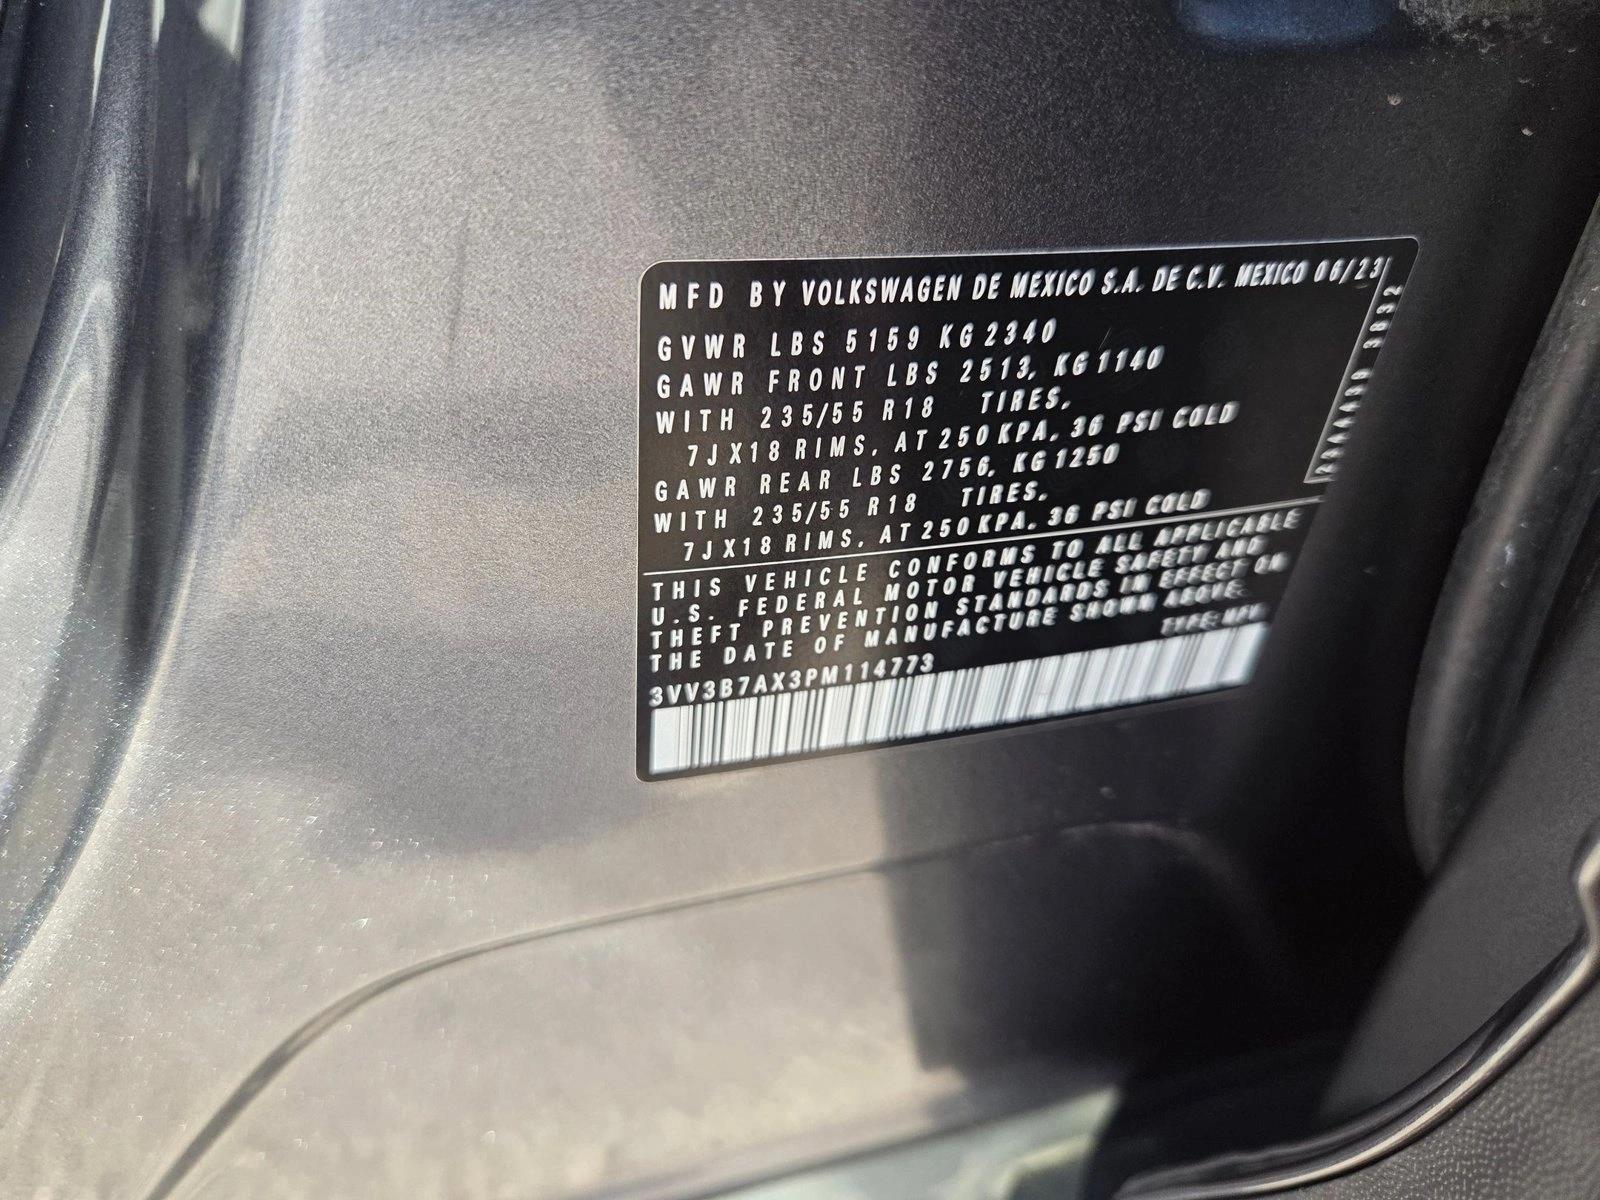 MFD BY VOLKSWAGEN DE MEXICO S.A. DE C.V. MEXICO 06/23
GVWR LBS 5159 KG 2340
GAWR FRONT LBS 2513, KG 1140
WITH 235/55 R18 TIRES,
7JX18 RIMS, AT 250 KPA, 36 PSI COLD
GAWR REAR LBS 2756, KG 1250
WITH 235/55 R18 TIRES,
7JX18 RIMS, AT 250 KPA, 36 PSI COLD
THIS VEHICLE CONFORMS TO ALL APPLICABLE
U.S. FEDERAL MOTOR VEHICLE SAFETY AND
THEFT PREVENTION STANDARDS IN EFFECT ON
THE DATE OF MANUFACTURE SHOWN ABOVE.
TYPE: MPV
3VV3B7AX3PM114773